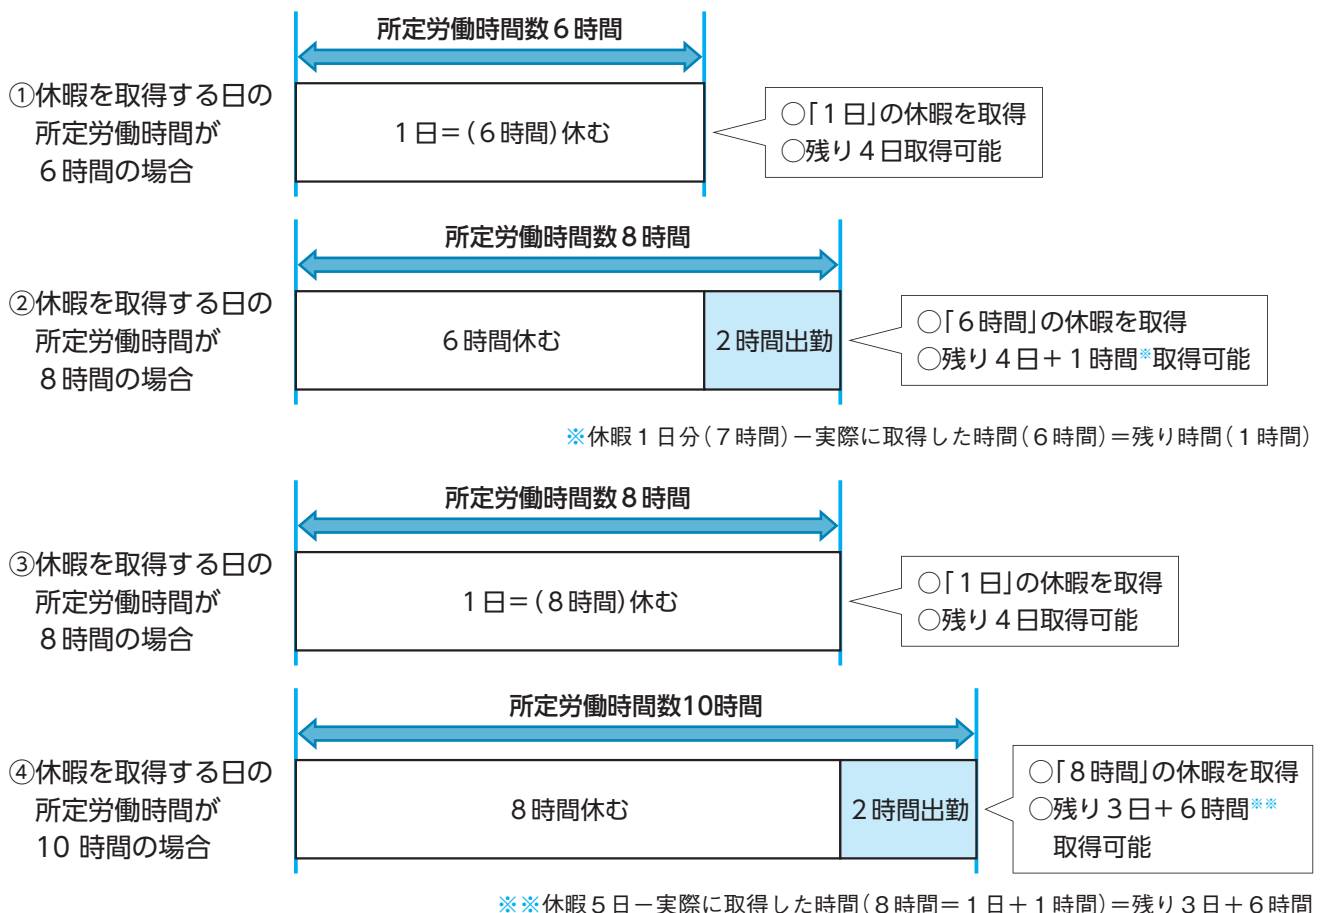 所定労働時間数6時間
①休暇を取得する日の
所定労働時間が
6時間の場合
1日=(6時間)休む
○「1日」の休暇を取得
○残り4日取得可能
所定労働時間数8時間
②休暇を取得する日の
所定労働時間が
8時間の場合
6時間休む
2時間出勤
○「6時間」の休暇を取得
○残り4日+1時間※取得可能
※休暇1日分(7時間)-実際に取得した時間(6時間)=残り時間(1時間)
所定労働時間数8時間
③休暇を取得する日の
所定労働時間が
8時間の場合
1日=(8時間)休む
○「1日」の休暇を取得
○残り4日取得可能
所定労働時間数10時間
④休暇を取得する日の
所定労働時間が
10 時間の場合
8時間休む
2時間出勤
○「8時間」の休暇を取得
○残り3日+6時間※※
取得可能
※※休暇5日-実際に取得した時間(8時間=1日+1時間)=残り3日+6時間